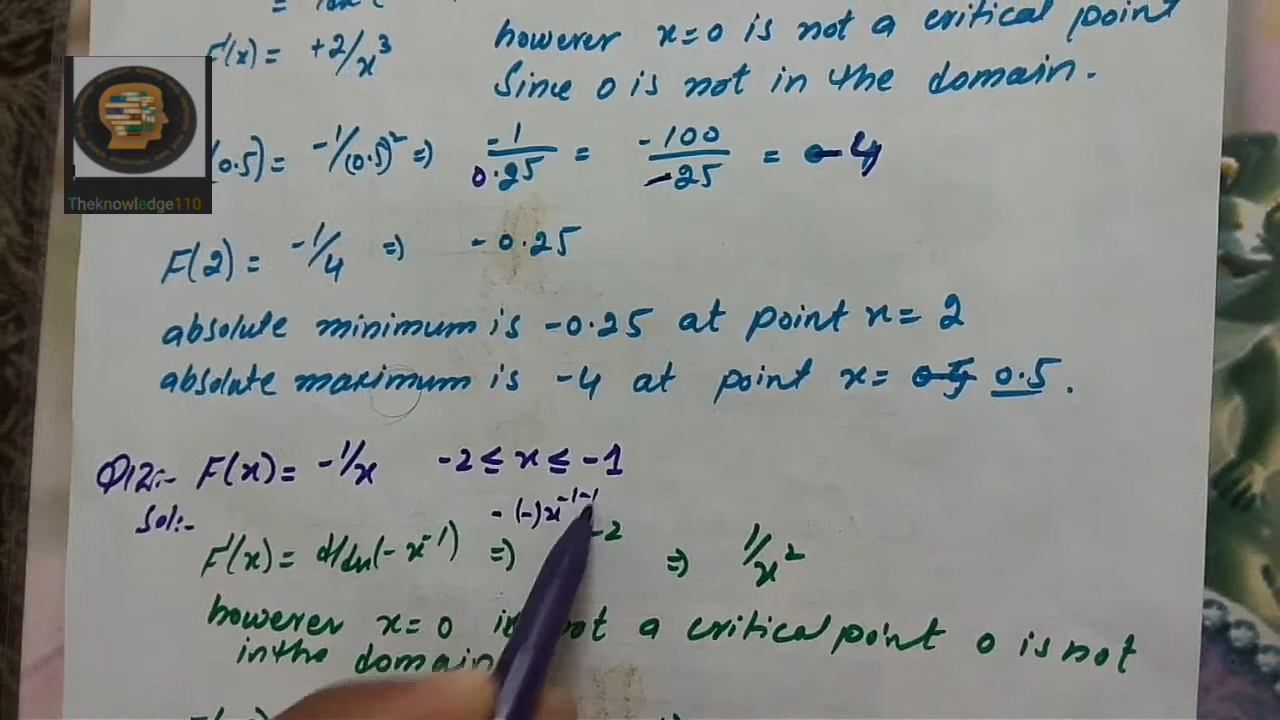 F'(x) = +2/x³
however x=0 is not a critical point
Since 0 is not in the domain.
Theknowledge110
(0.5) = -1/(0.5)² => -1/0.25 = -100/25 = -4
F(2) = -1/4 => -0.25
absolute minimum is -0.25 at point x= 2
absolute maximum is -4 at point x= 0.5.
Q12:- F(x) = -1/x -2 ≤ x ≤ -1
Sol:-
- (-)x⁻¹⁻¹
F'(x) = d/dx(-x⁻¹) => -2 => 1/x²
however x=0 is not a critical point 0 is not
in the domain